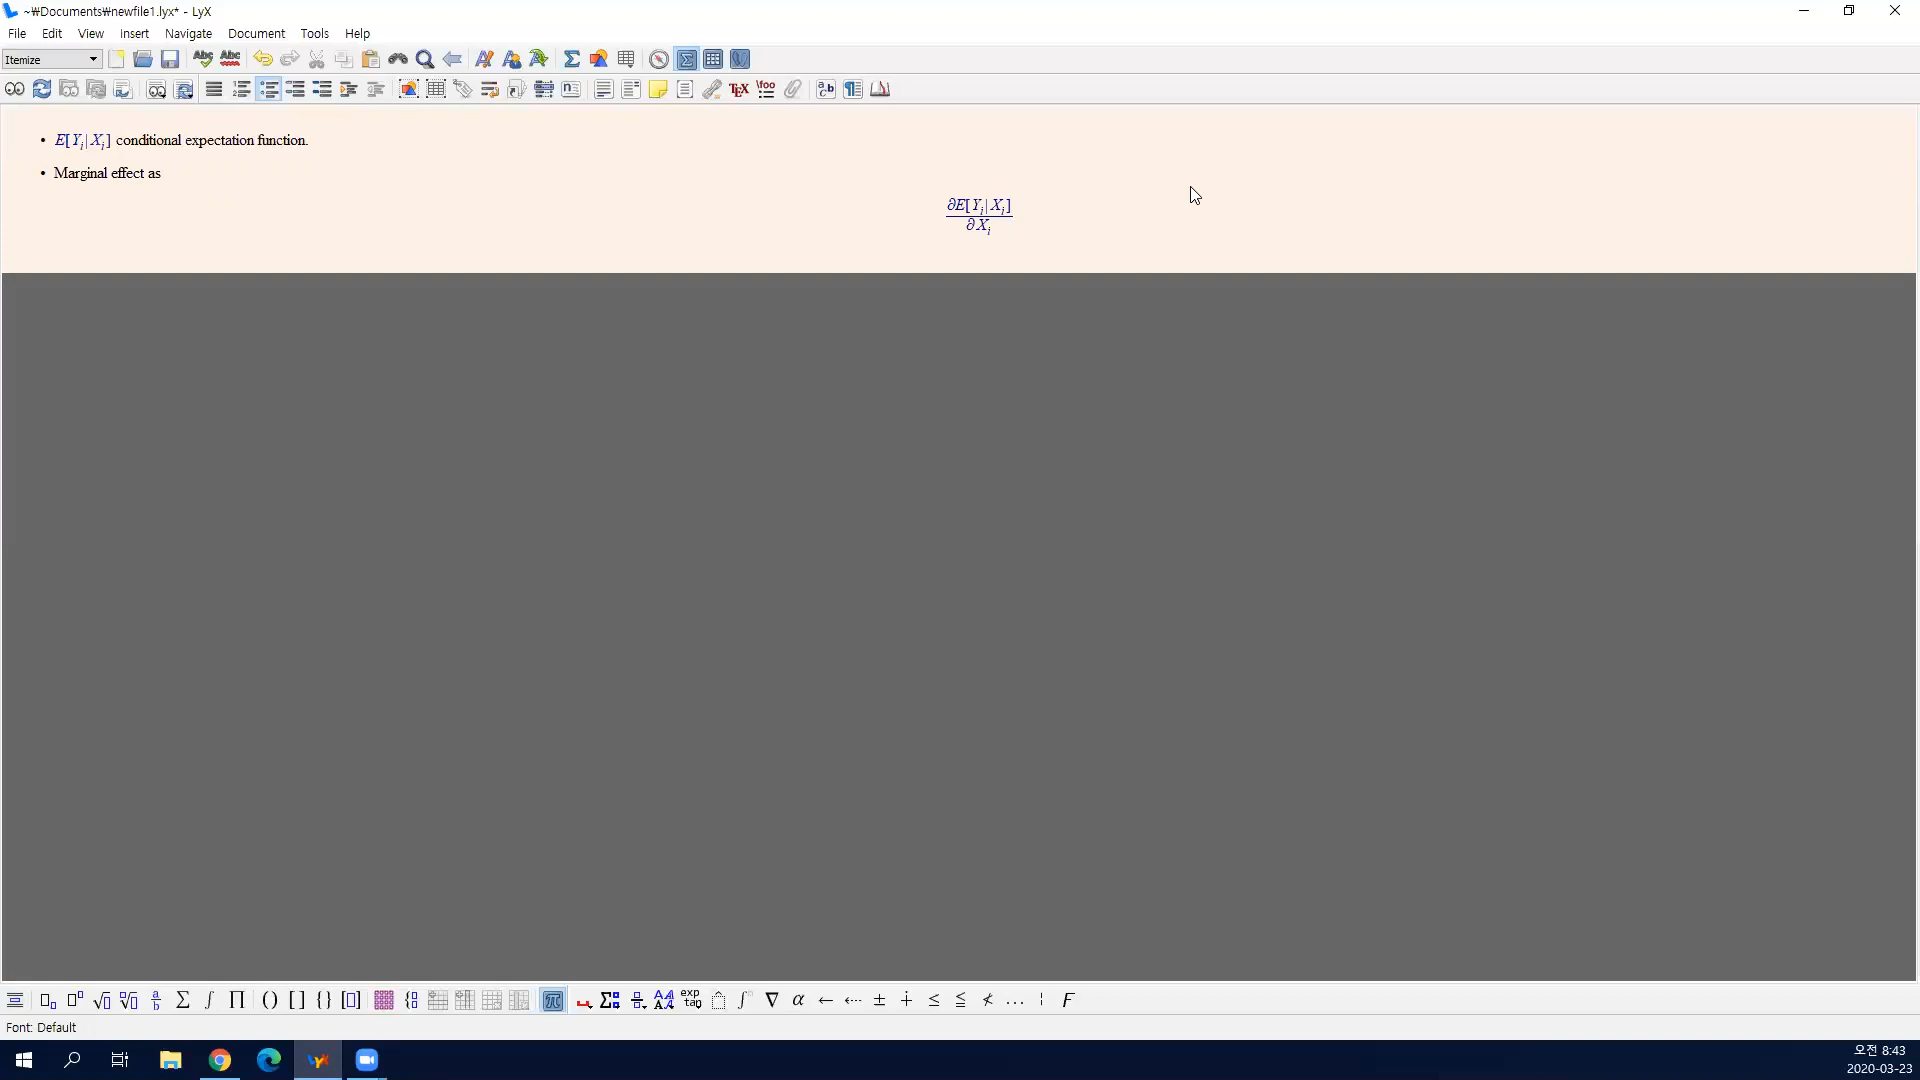 ~₩Documents₩newfile1.lyx* - LyX
File Edit View Insert Navigate Document Tools Help
Itemize
• E[Y_i|X_i] conditional expectation function.
• Marginal effect as
∂E[Y_i|X_i]
∂X_i
Font: Default
오전 8:43
2020-03-23